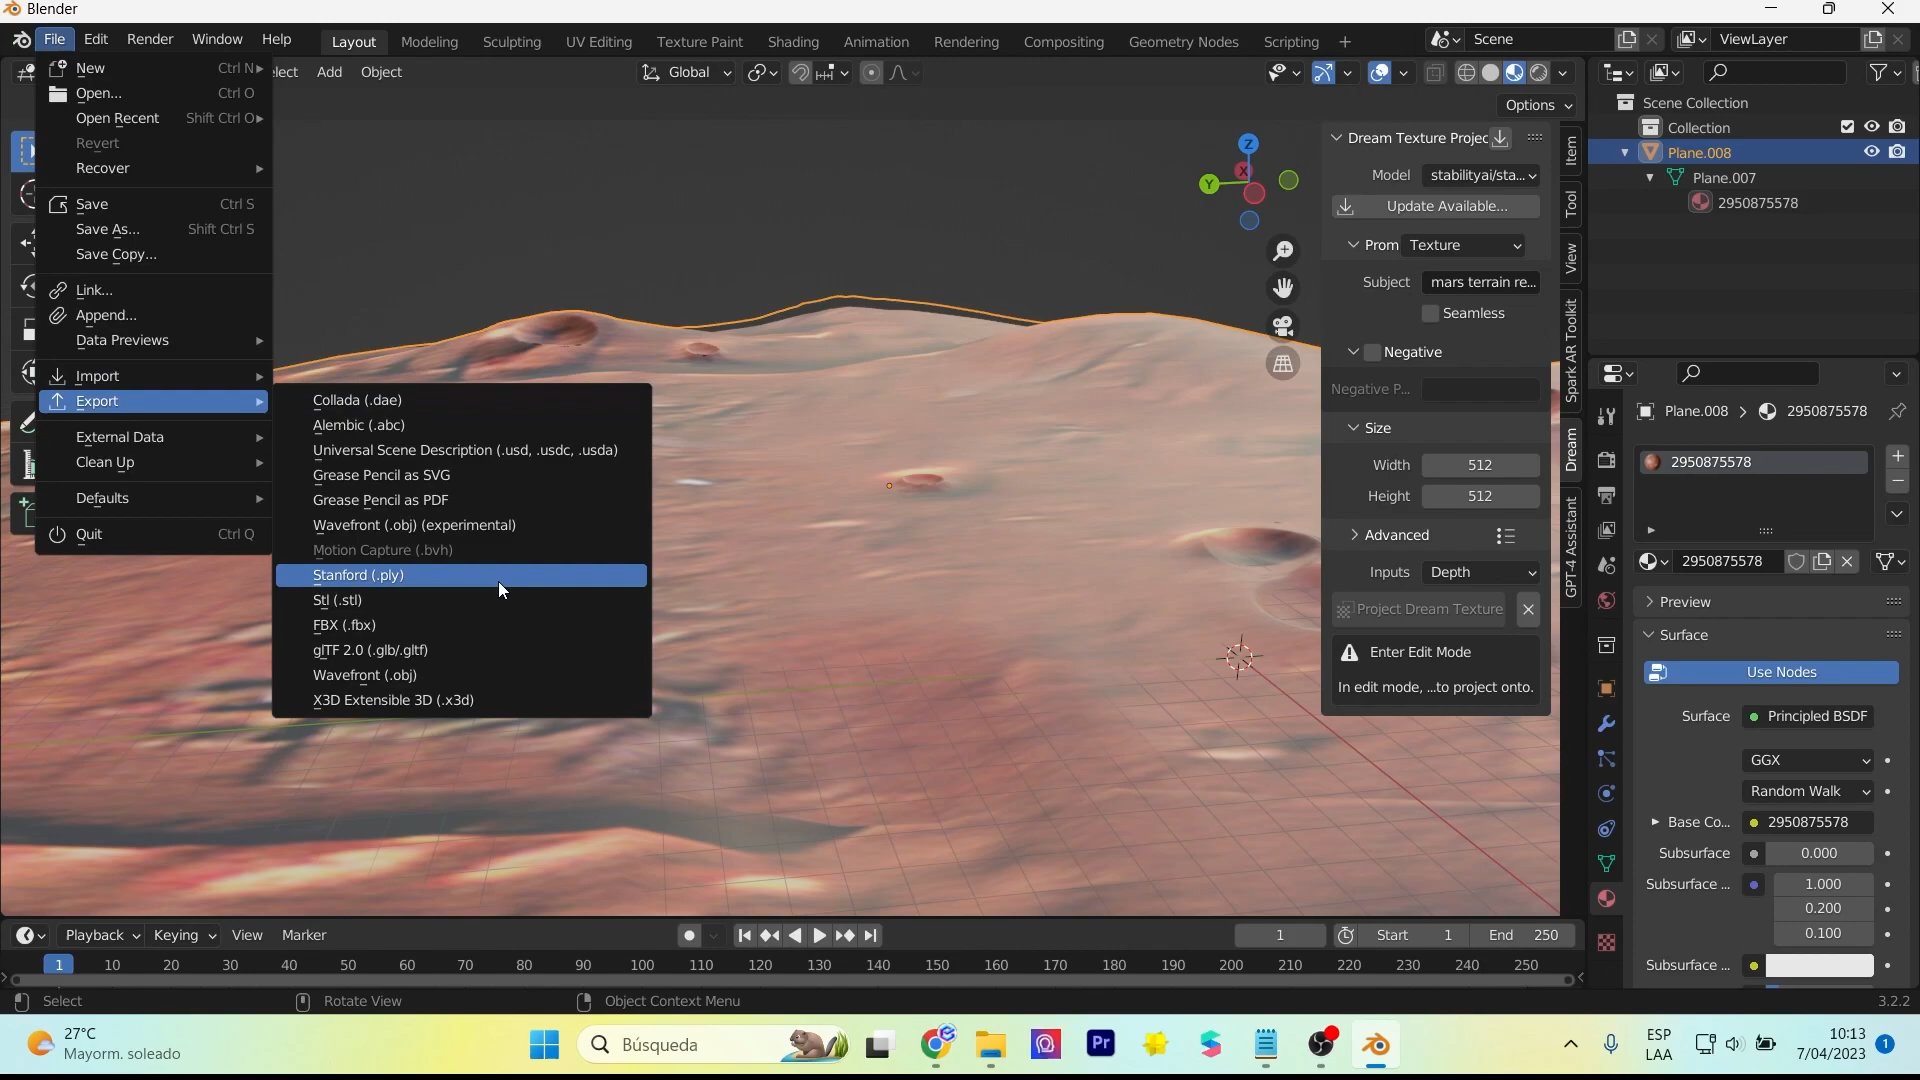 Blender
File Edit Render Window Help Layout Modeling Sculpting UV Editing Texture Paint Shading Animation Rendering Compositing Geometry Nodes Scripting + Scene ViewLayer
New Ctrl N
Open... Ctrl O
Open Recent Shift Ctrl O
Revert
Recover
Save Ctrl S
Save As... Shift Ctrl S
Save Copy...
Link...
Append...
Data Previews
Import
Export
External Data
Clean Up
Defaults
Quit Ctrl Q
Collada (.dae)
Alembic (.abc)
Universal Scene Description (.usd, .usdc, .usda)
Grease Pencil as SVG
Grease Pencil as PDF
Wavefront (.obj) (experimental)
Motion Capture (.bvh)
Stanford (.ply)
Stl (.stl)
FBX (.fbx)
glTF 2.0 (.glb/.gltf)
Wavefront (.obj)
X3D Extensible 3D (.x3d)
lect Add Object Global
Options
Z
X
Y
Dream Texture Projec
Model stabilityai/sta...
Update Available...
Prom Texture
Subject mars terrain re...
Seamless
Negative
Negative P...
Size
Width 512
Height 512
Advanced
Inputs Depth
Project Dream Texture
Enter Edit Mode
In edit mode, ...to project onto.
Item
Tool
View
Spark AR Toolkit
Dream
GPT-4 Assistant
Scene Collection
Collection
Plane.008
Plane.007
2950875578
Plane.008 2950875578
2950875578
2950875578
Preview
Surface
Use Nodes
Surface Principled BSDF
GGX
Random Walk
Base Co... 2950875578
Subsurface 0.000
Subsurface ... 1.000
0.200
0.100
Subsurface ...
Playback Keying View Marker 1 Start 1 End 250
1 10 20 30 40 50 60 70 80 90 100 110 120 130 140 150 160 170 180 190 200 210 220 230 240 250
Select Rotate View Object Context Menu 3.2.2
27°C
Mayorm. soleado
Búsqueda
Pr
ESP
LAA
10:13
7/04/2023
1